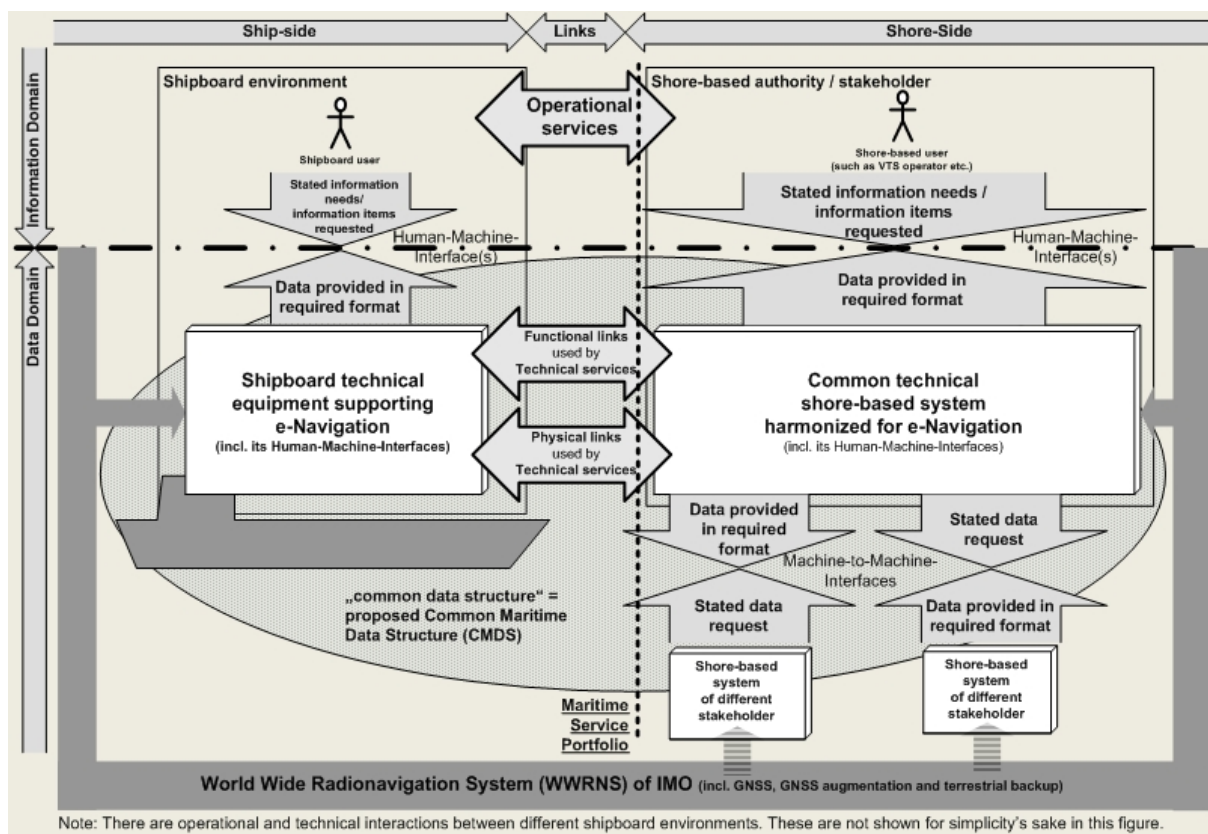 Ship-side
Links
Shore-Side
Information Domain
Data Domain
Shipboard environment
Operational
services
Shore-based authority / stakeholder
Shipboard user
Shore-based user
(such as VTS operator etc.)
Stated information
needs/
information items
requested
Stated information needs /
information items
requested
Human-Machine-
Interface(s)
Human-Machine-
Interface(s)
Data provided in
required format
Data provided in
required format
Shipboard technical
equipment supporting
e-Navigation
(incl. its Human-Machine-Interfaces)
Functional links
used by
Technical services
Physical links
used by
Technical services
Common technical
shore-based system
harmonized for e-Navigation
(incl. its Human-Machine-Interfaces)
Data provided
in required
format
Stated data
request
Machine-to-Machine-
Interfaces
Stated data
request
Data provided in
required format
„common data structure“ =
proposed Common Maritime
Data Structure (CMDS)
Shore-based
system
of different
stakeholder
Shore-based
system
of different
stakeholder
Maritime
Service
Portfolio
World Wide Radionavigation System (WWRNS) of IMO (incl. GNSS, GNSS augmentation and terrestrial backup)
Note: There are operational and technical interactions between different shipboard environments. These are not shown for simplicity's sake in this figure.